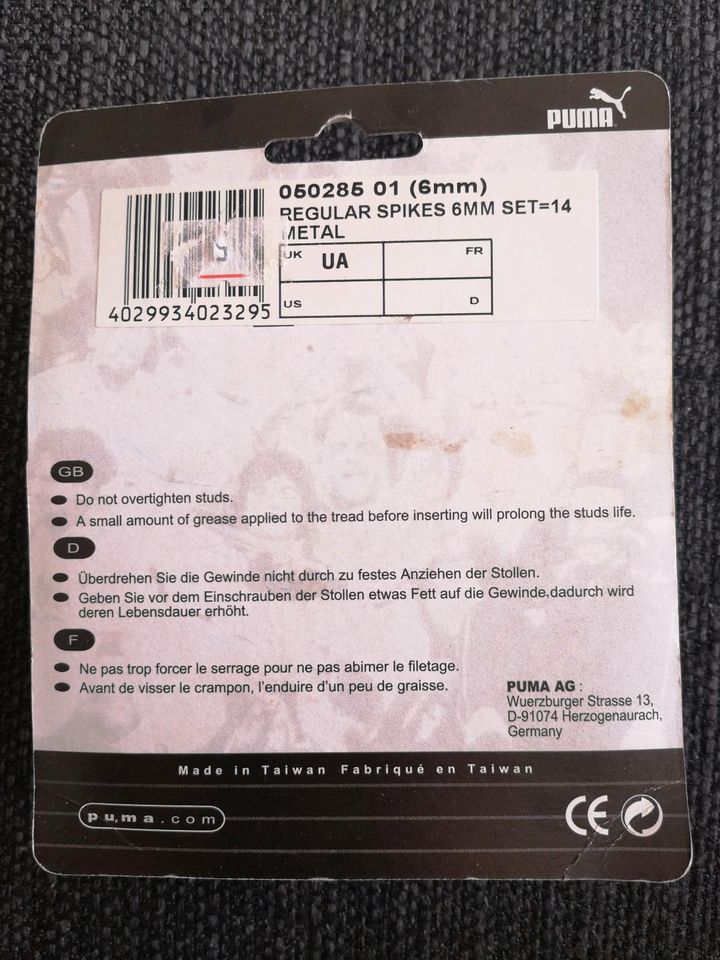 PUMA
050285 01 (6mm)
REGULAR SPIKES 6MM SET=14
METAL
UK UA FR
US D
4029934023295
GB
Do not overtighten studs.
A small amount of grease applied to the tread before inserting will prolong the studs life.
D
Überdrehen Sie die Gewinde nicht durch zu festes Anziehen der Stollen.
Geben Sie vor dem Einschrauben der Stollen etwas Fett auf die Gewinde,dadurch wird
deren Lebensdauer erhöht.
F
Ne pas trop forcer le serrage pour ne pas abimer le filetage.
Avant de visser le crampon, l'enduire d'un peu de graisse.
PUMA AG :
Wuerzburger Strasse 13,
D-91074 Herzogenaurach,
Germany
Made in Taiwan Fabriqué en Taiwan
puma.com
CE